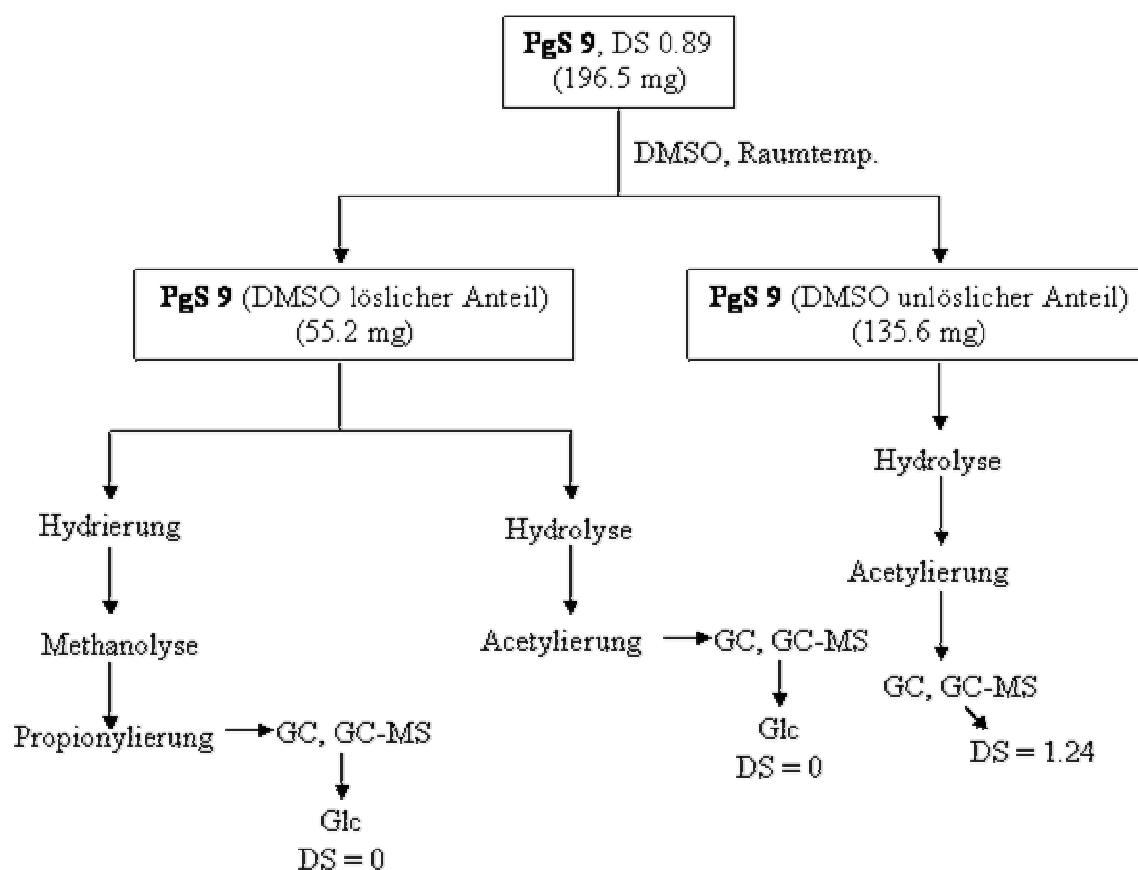 PgS 9, DS 0.89
(196.5 mg)
DMSO, Raumtemp.
PgS 9 (DMSO löslicher Anteil)
(55.2 mg)
PgS 9 (DMSO unlöslicher Anteil)
(135.6 mg)
Hydrierung
Methanolyse
Propionylierung
GC, GC-MS
Glc
DS = 0
Hydrolyse
Acetylierung
GC, GC-MS
Glc
DS = 0
Hydrolyse
Acetylierung
GC, GC-MS
DS = 1.24